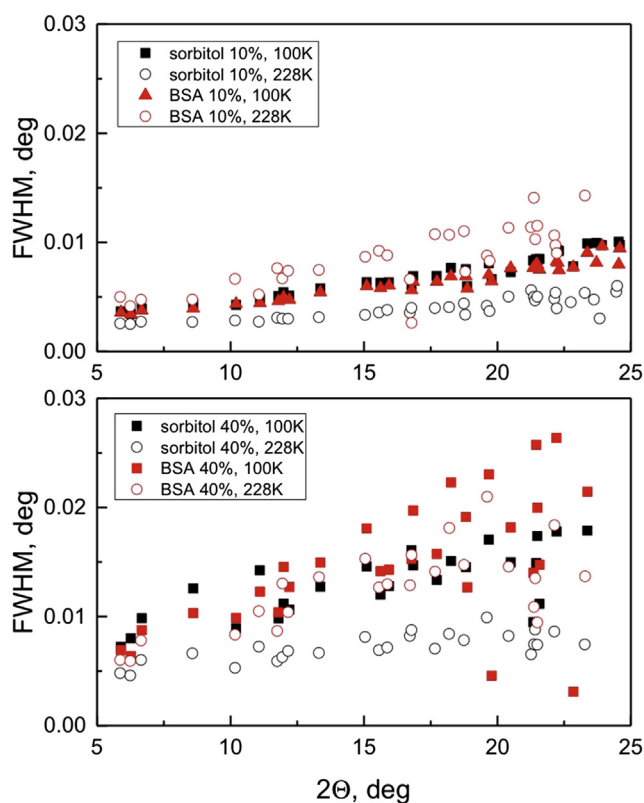 0.03
sorbitol 10%, 100K
sorbitol 10%, 228K
BSA 10%, 100K
BSA 10%, 228K
0.02
FWHM, deg
0.01
0.00
5 10 15 20 25
0.03
sorbitol 40%, 100K
sorbitol 40%, 228K
BSA 40%, 100K
BSA 40%, 228K
0.02
FWHM, deg
0.01
0.00
5 10 15 20 25
2Θ, deg